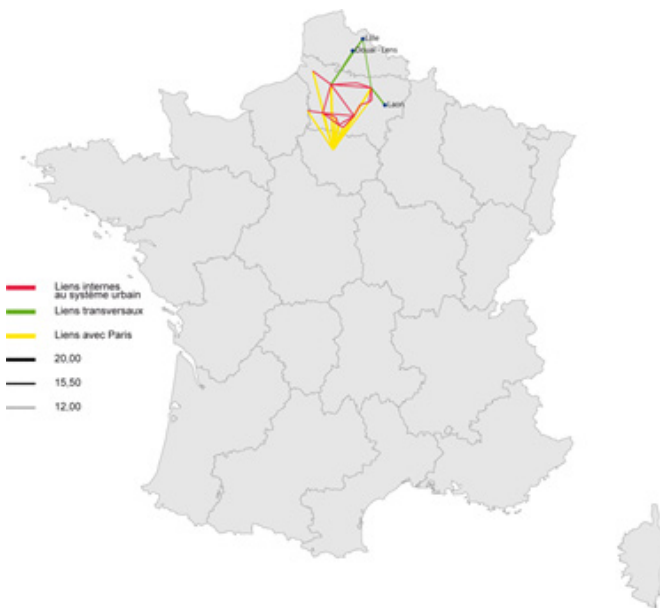 Lille
Douai - Lens
Laon
Liens internes
au système urbain
Liens transversaux
Liens avec Paris
20,00
15,50
12,00